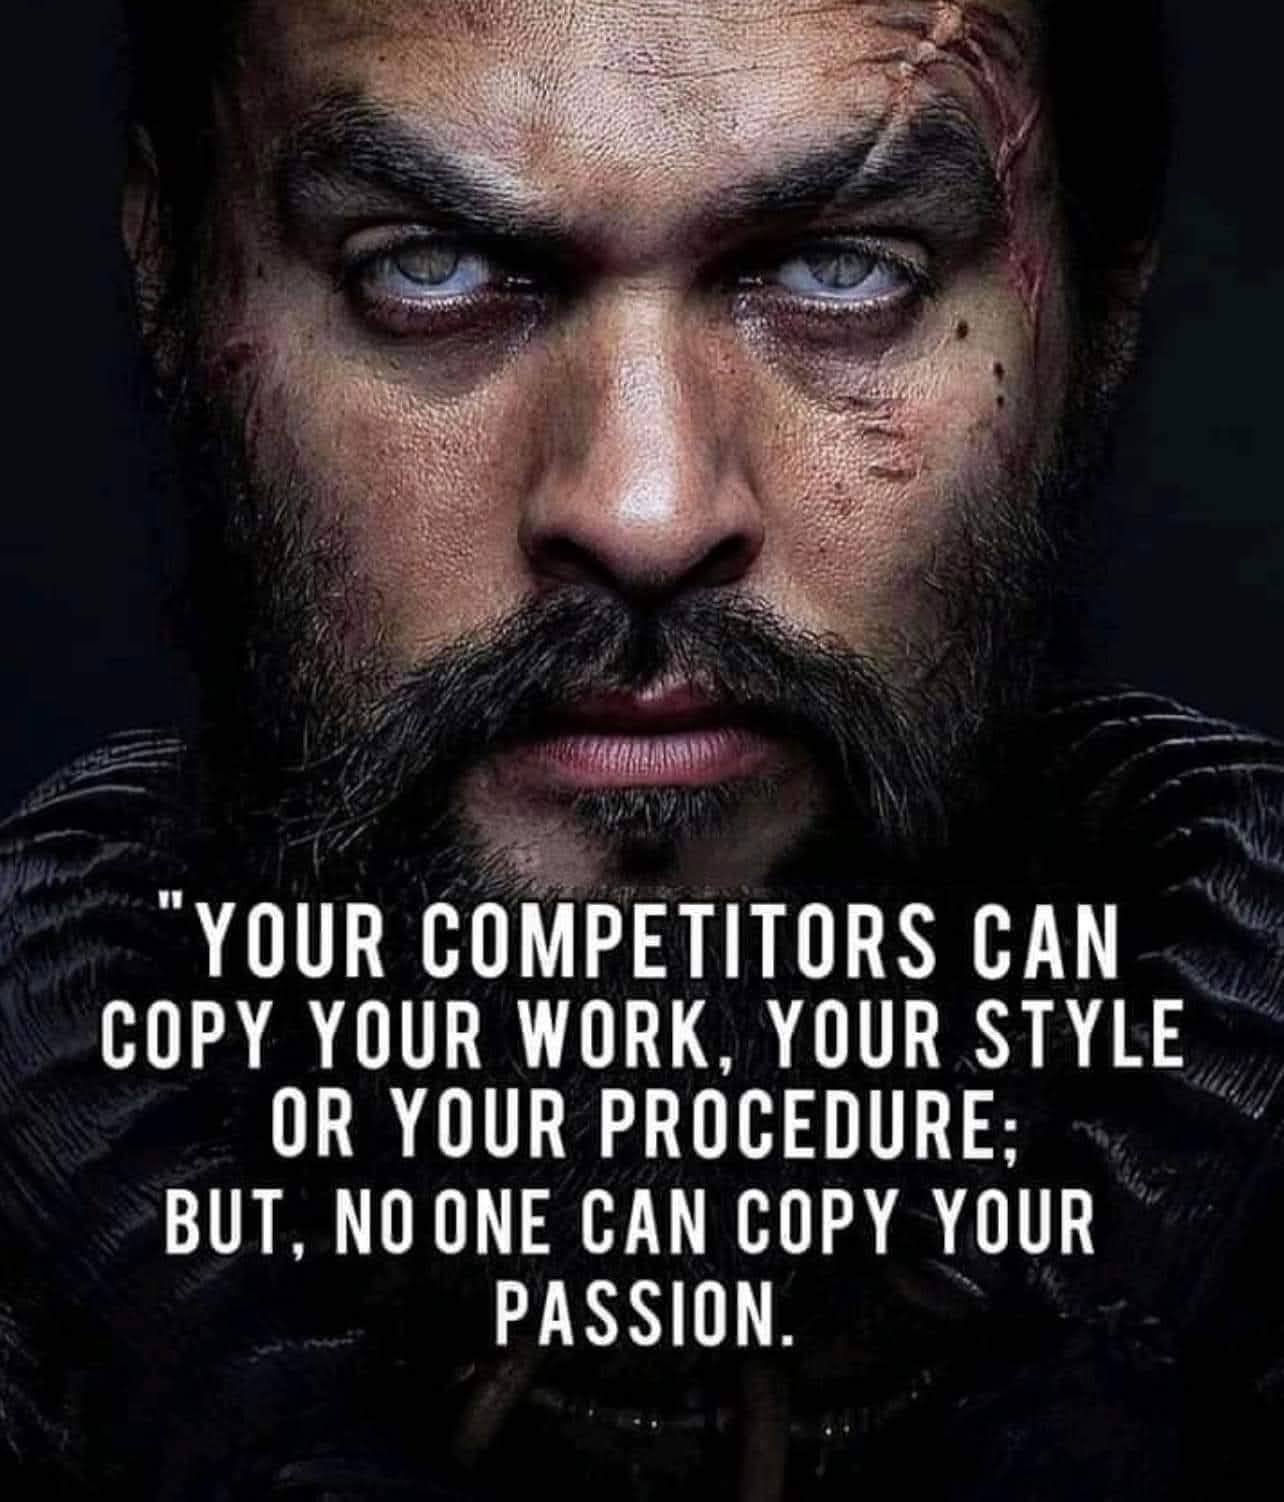 "YOUR COMPETITORS CAN
COPY YOUR WORK, YOUR STYLE
OR YOUR PROCEDURE;
BUT, NO ONE CAN COPY YOUR
PASSION.